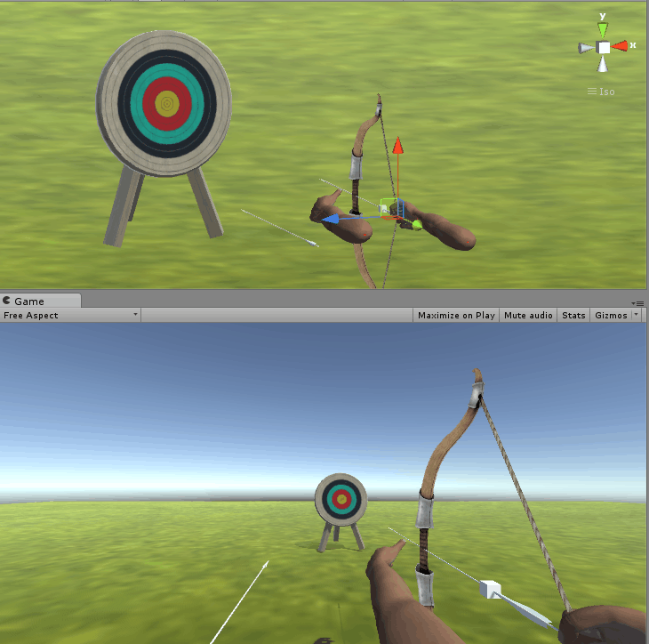 y
x
Iso
Game
Free Aspect
Maximize on Play
Mute audio
Stats
Gizmos